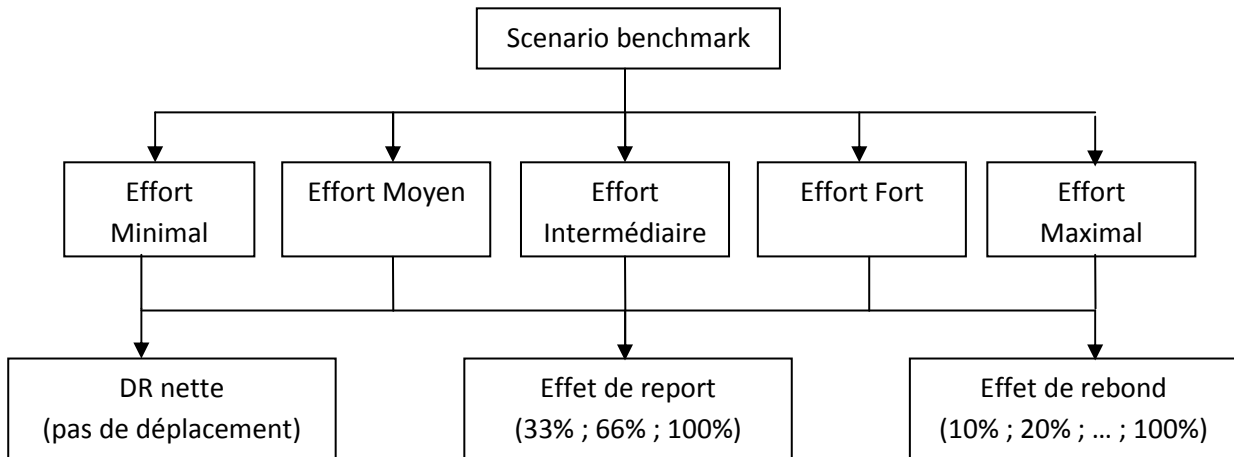 Scenario benchmark
Effort
Minimal
Effort Moyen
Effort
Intermédiaire
Effort Fort
Effort
Maximal
DR nette
(pas de déplacement)
Effet de report
(33% ; 66% ; 100%)
Effet de rebond
(10% ; 20% ; … ; 100%)